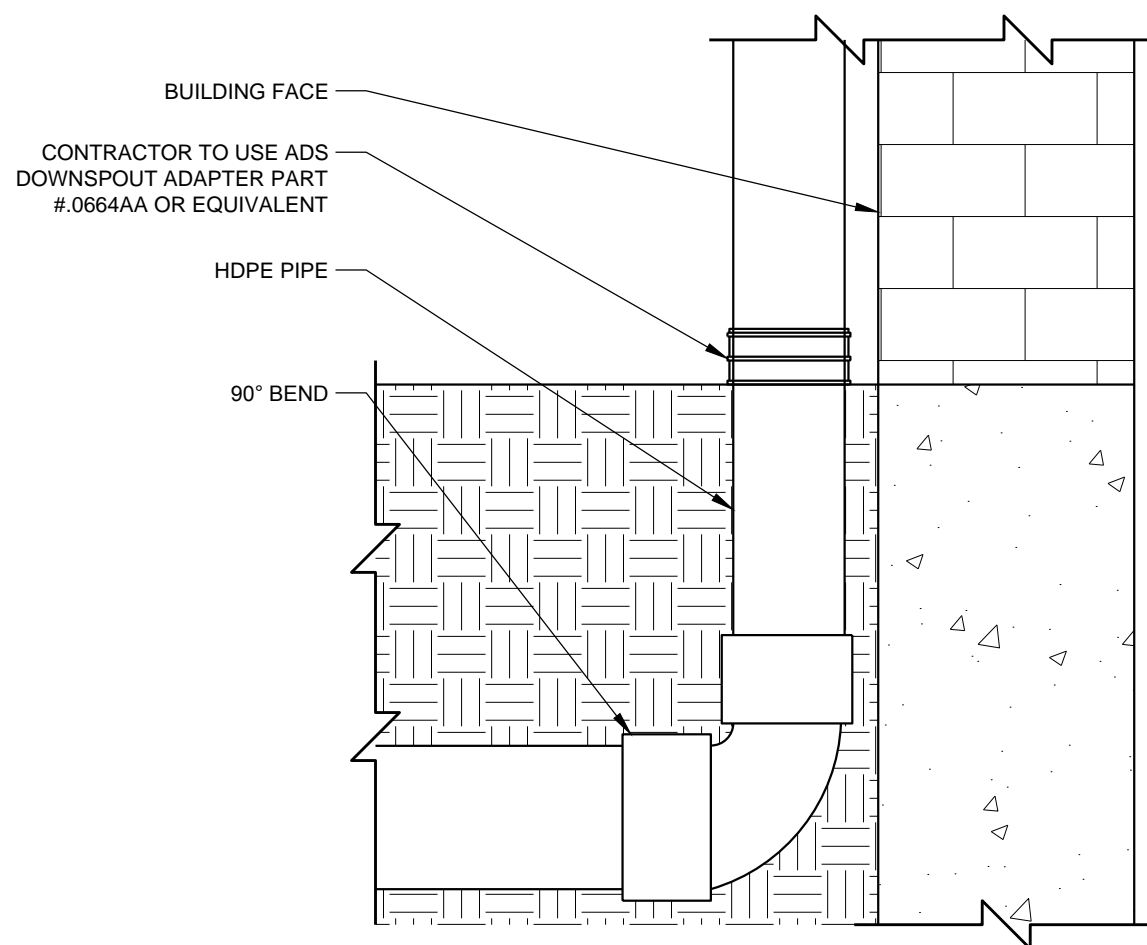 BUILDING FACE
CONTRACTOR TO USE ADS
DOWNSPOUT ADAPTER PART
#.0664AA OR EQUIVALENT
HDPE PIPE
90° BEND